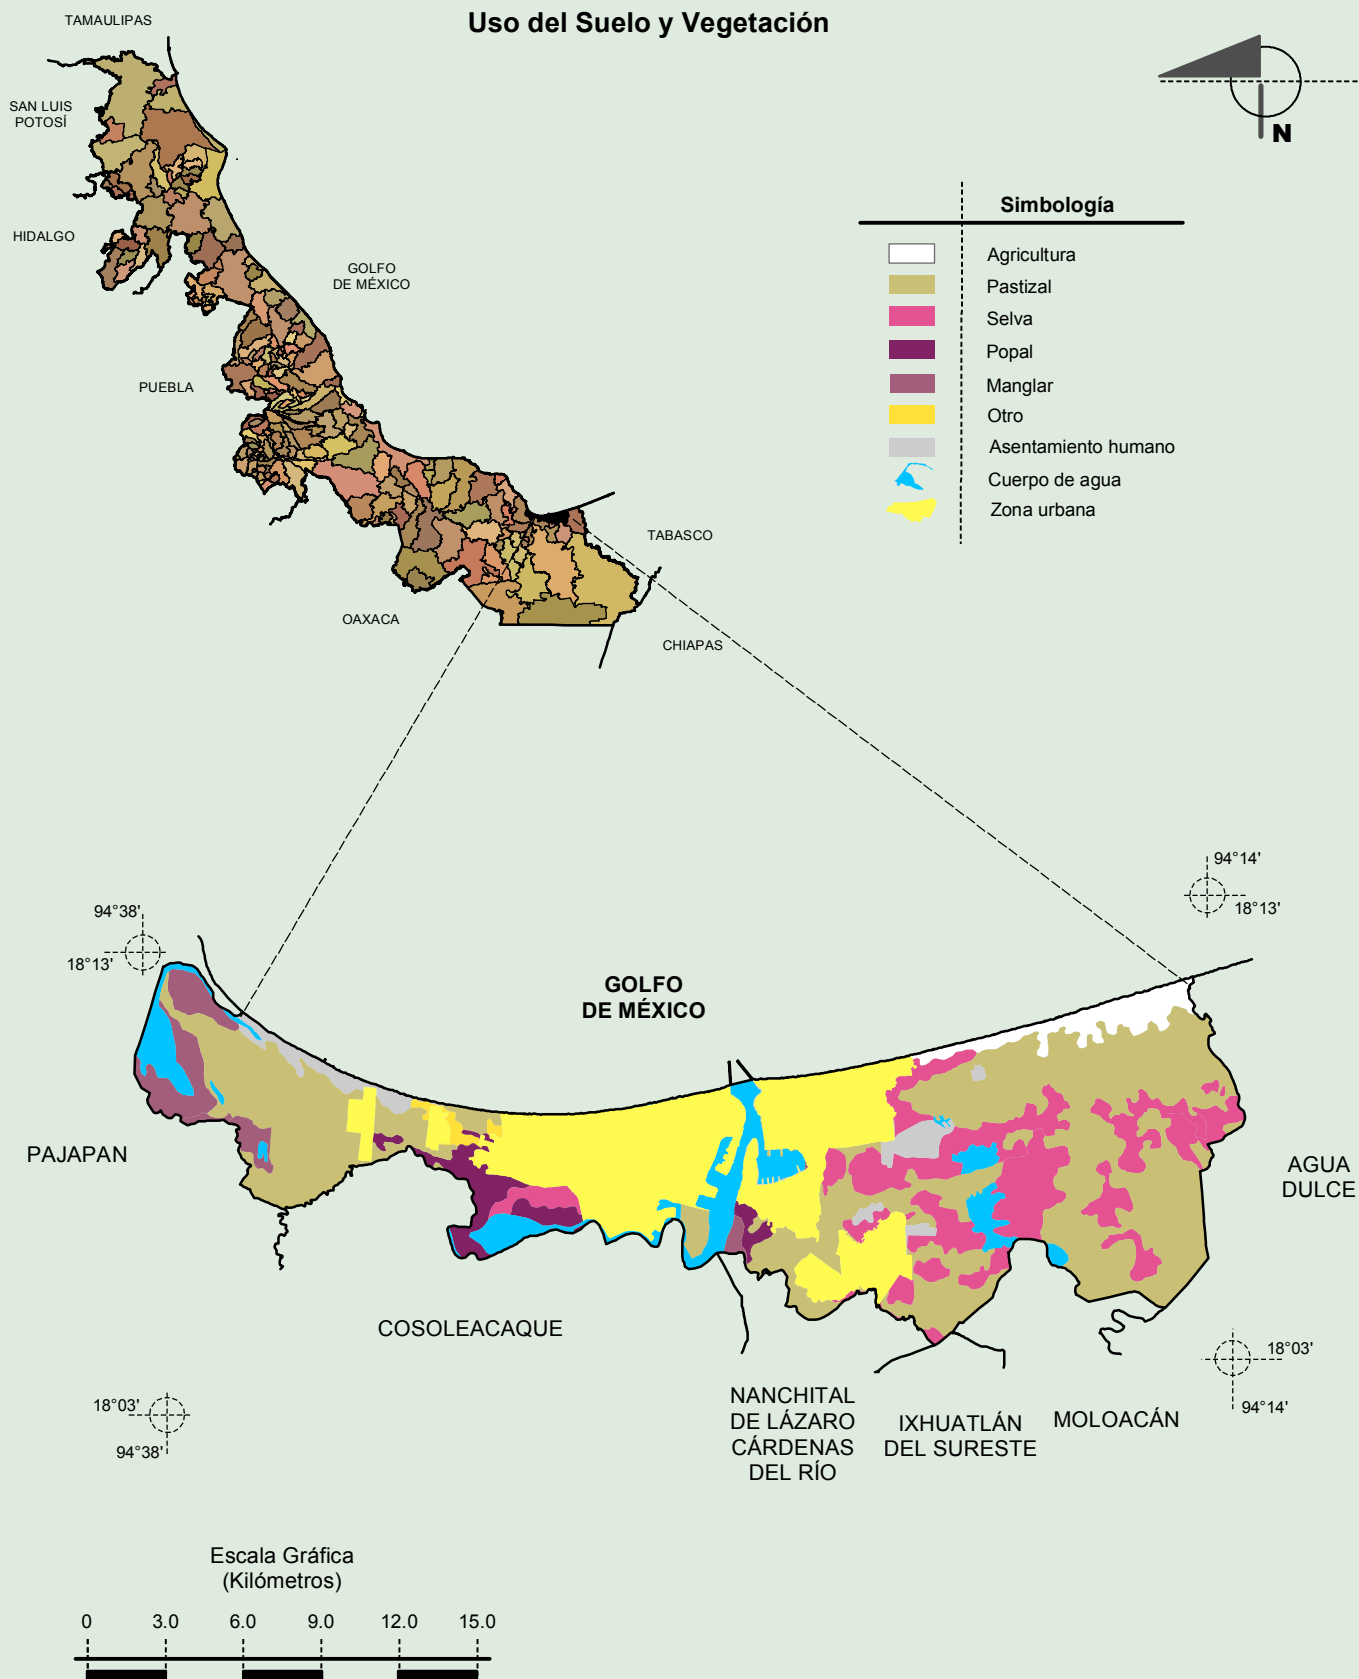 Uso del Suelo y Vegetación
TAMAULIPAS
SAN LUIS
POTOSÍ
HIDALGO
GOLFO
DE MÉXICO
PUEBLA
TABASCO
OAXACA
CHIAPAS
N
Simbología
Agricultura
Pastizal
Selva
Popal
Manglar
Otro
Asentamiento humano
Cuerpo de agua
Zona urbana
94°14'
18°13'
94°38'
18°13'
GOLFO
DE MÉXICO
PAJAPAN
AGUA
DULCE
COSOLEACAQUE
NANCHITAL
DE LÁZARO
CÁRDENAS
DEL RÍO
IXHUATLÁN
DEL SURESTE
MOLOACÁN
18°03'
94°14'
18°03'
94°38'
Escala Gráfica
(Kilómetros)
0 3.0 6.0 9.0 12.0 15.0